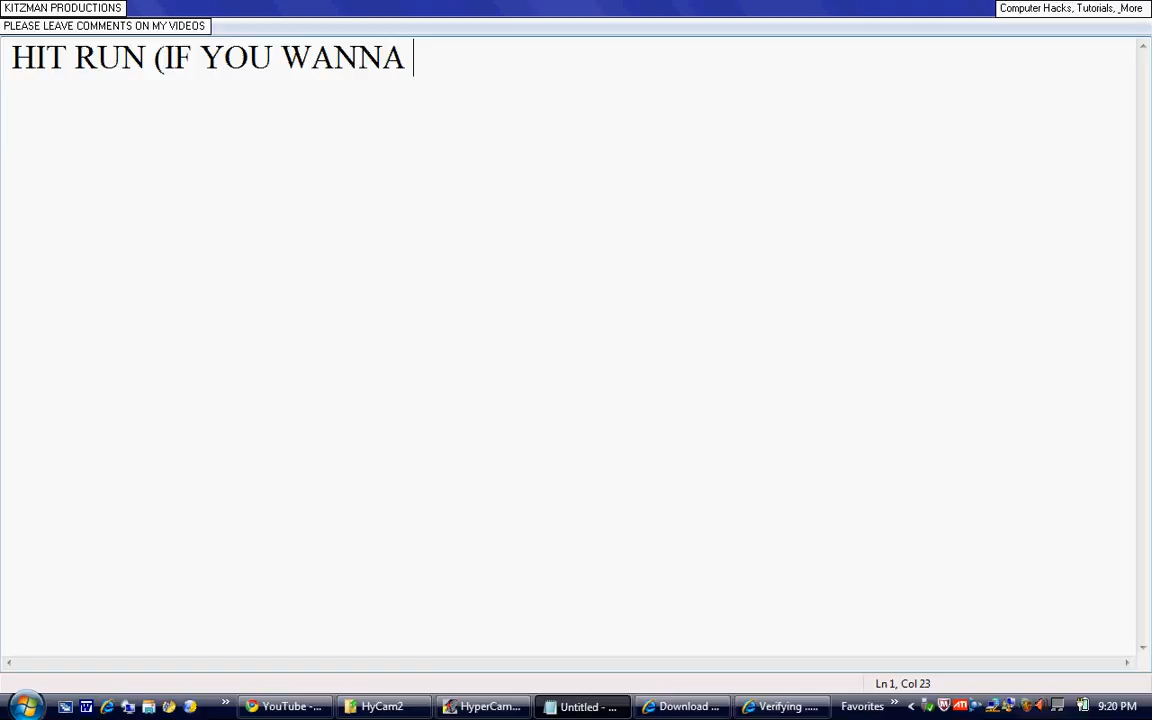 KITZMAN PRODUCTIONS
Computer Hacks, Tutorials, _More
PLEASE LEAVE COMMENTS ON MY VIDEOS
HIT RUN (IF YOU WANNA
Ln 1, Col 23
YouTube -...
HyCam2
HyperCam...
Untitled - ...
Download ...
Verifying .....
Favorites
9:20 PM